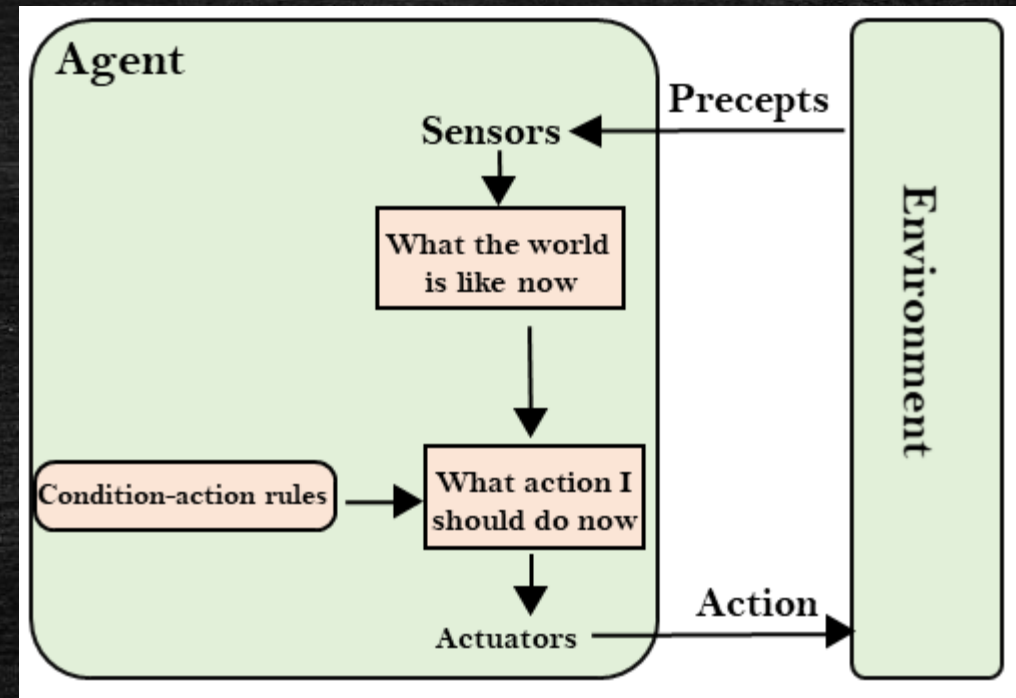 Agent
Precepts
Sensors
What the world
is like now
Environment
Condition-action rules
What action I
should do now
Action
Actuators